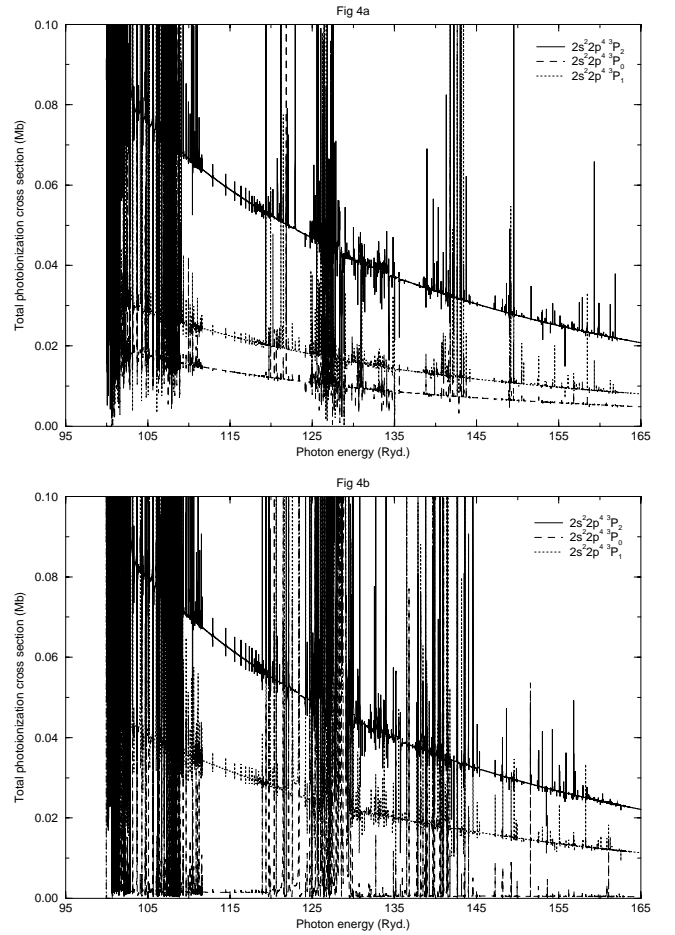 Fig 4a
0.10
0.08
0.06
0.04
0.02
0.00
Total photoionization cross section (Mb)
2s²2p⁴ ³P₂
2s²2p⁴ ³P₀
2s²2p⁴ ³P₁
95 105 115 125 135 145 155 165
Photon energy (Ryd.)
Fig 4b
0.10
0.08
0.06
0.04
0.02
0.00
Total photoionization cross section (Mb)
2s²2p⁴ ³P₂
2s²2p⁴ ³P₀
2s²2p⁴ ³P₁
95 105 115 125 135 145 155 165
Photon energy (Ryd.)